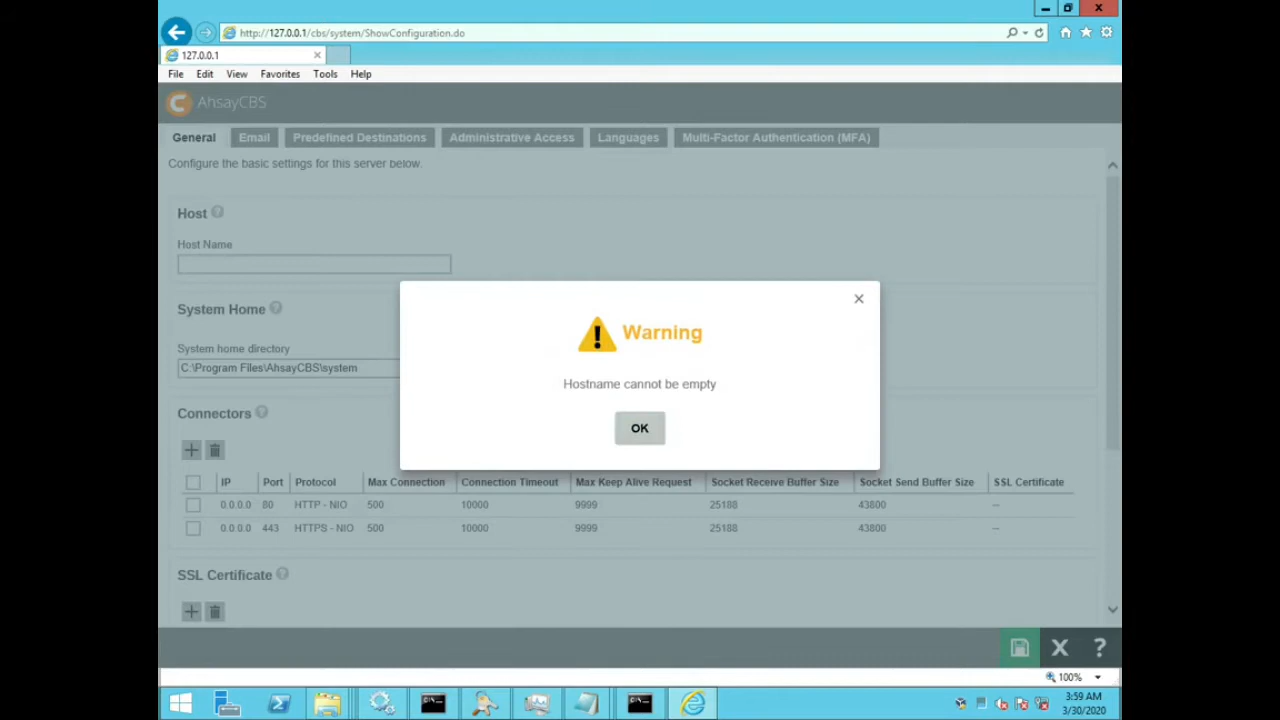 http://127.0.0.1/cbs/system/ShowConfiguration.do
127.0.0.1
File Edit View Favorites Tools Help
AhsayCBS
General Email Predefined Destinations Administrative Access Languages Multi-Factor Authentication (MFA)
Configure the basic settings for this server below.
Host
Host Name
System Home
System home directory
C:\Program Files\AhsayCBS\system
Warning
Hostname cannot be empty
OK
Connectors
IP Port Protocol Max Connection Connection Timeout Max Keep Alive Request Socket Receive Buffer Size Socket Send Buffer Size SSL Certificate
0.0.0.0 80 HTTP - NIO 500 10000 9999 25188 43800 --
0.0.0.0 443 HTTPS - NIO 500 10000 9999 25188 43800 --
SSL Certificate
100%
3:59 AM
3/30/2020